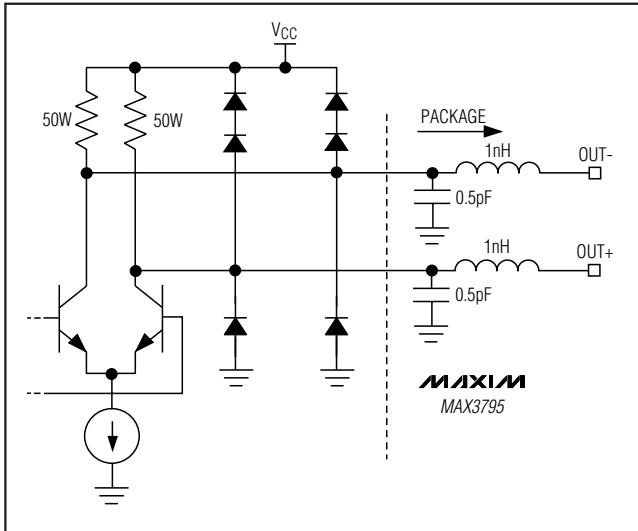 VCC
50W
50W
PACKAGE
1nH
OUT-
0.5pF
1nH
OUT+
0.5pF
MAXIM
MAX3795